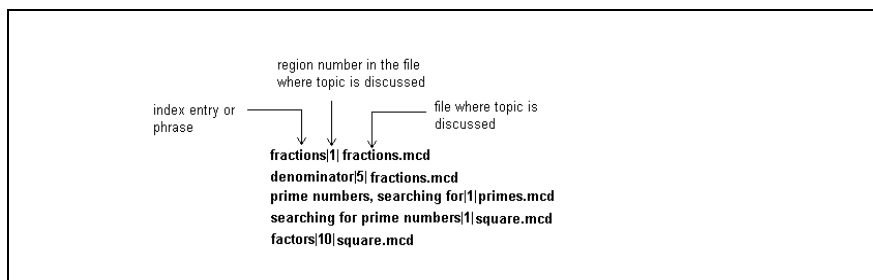 region number in the file
where topic is discussed
index entry or
phrase
file where topic is
discussed
fractions|1| fractions.mcd
denominator|5| fractions.mcd
prime numbers, searching for|1| primes.mcd
searching for prime numbers|1| square.mcd
factors|10| square.mcd